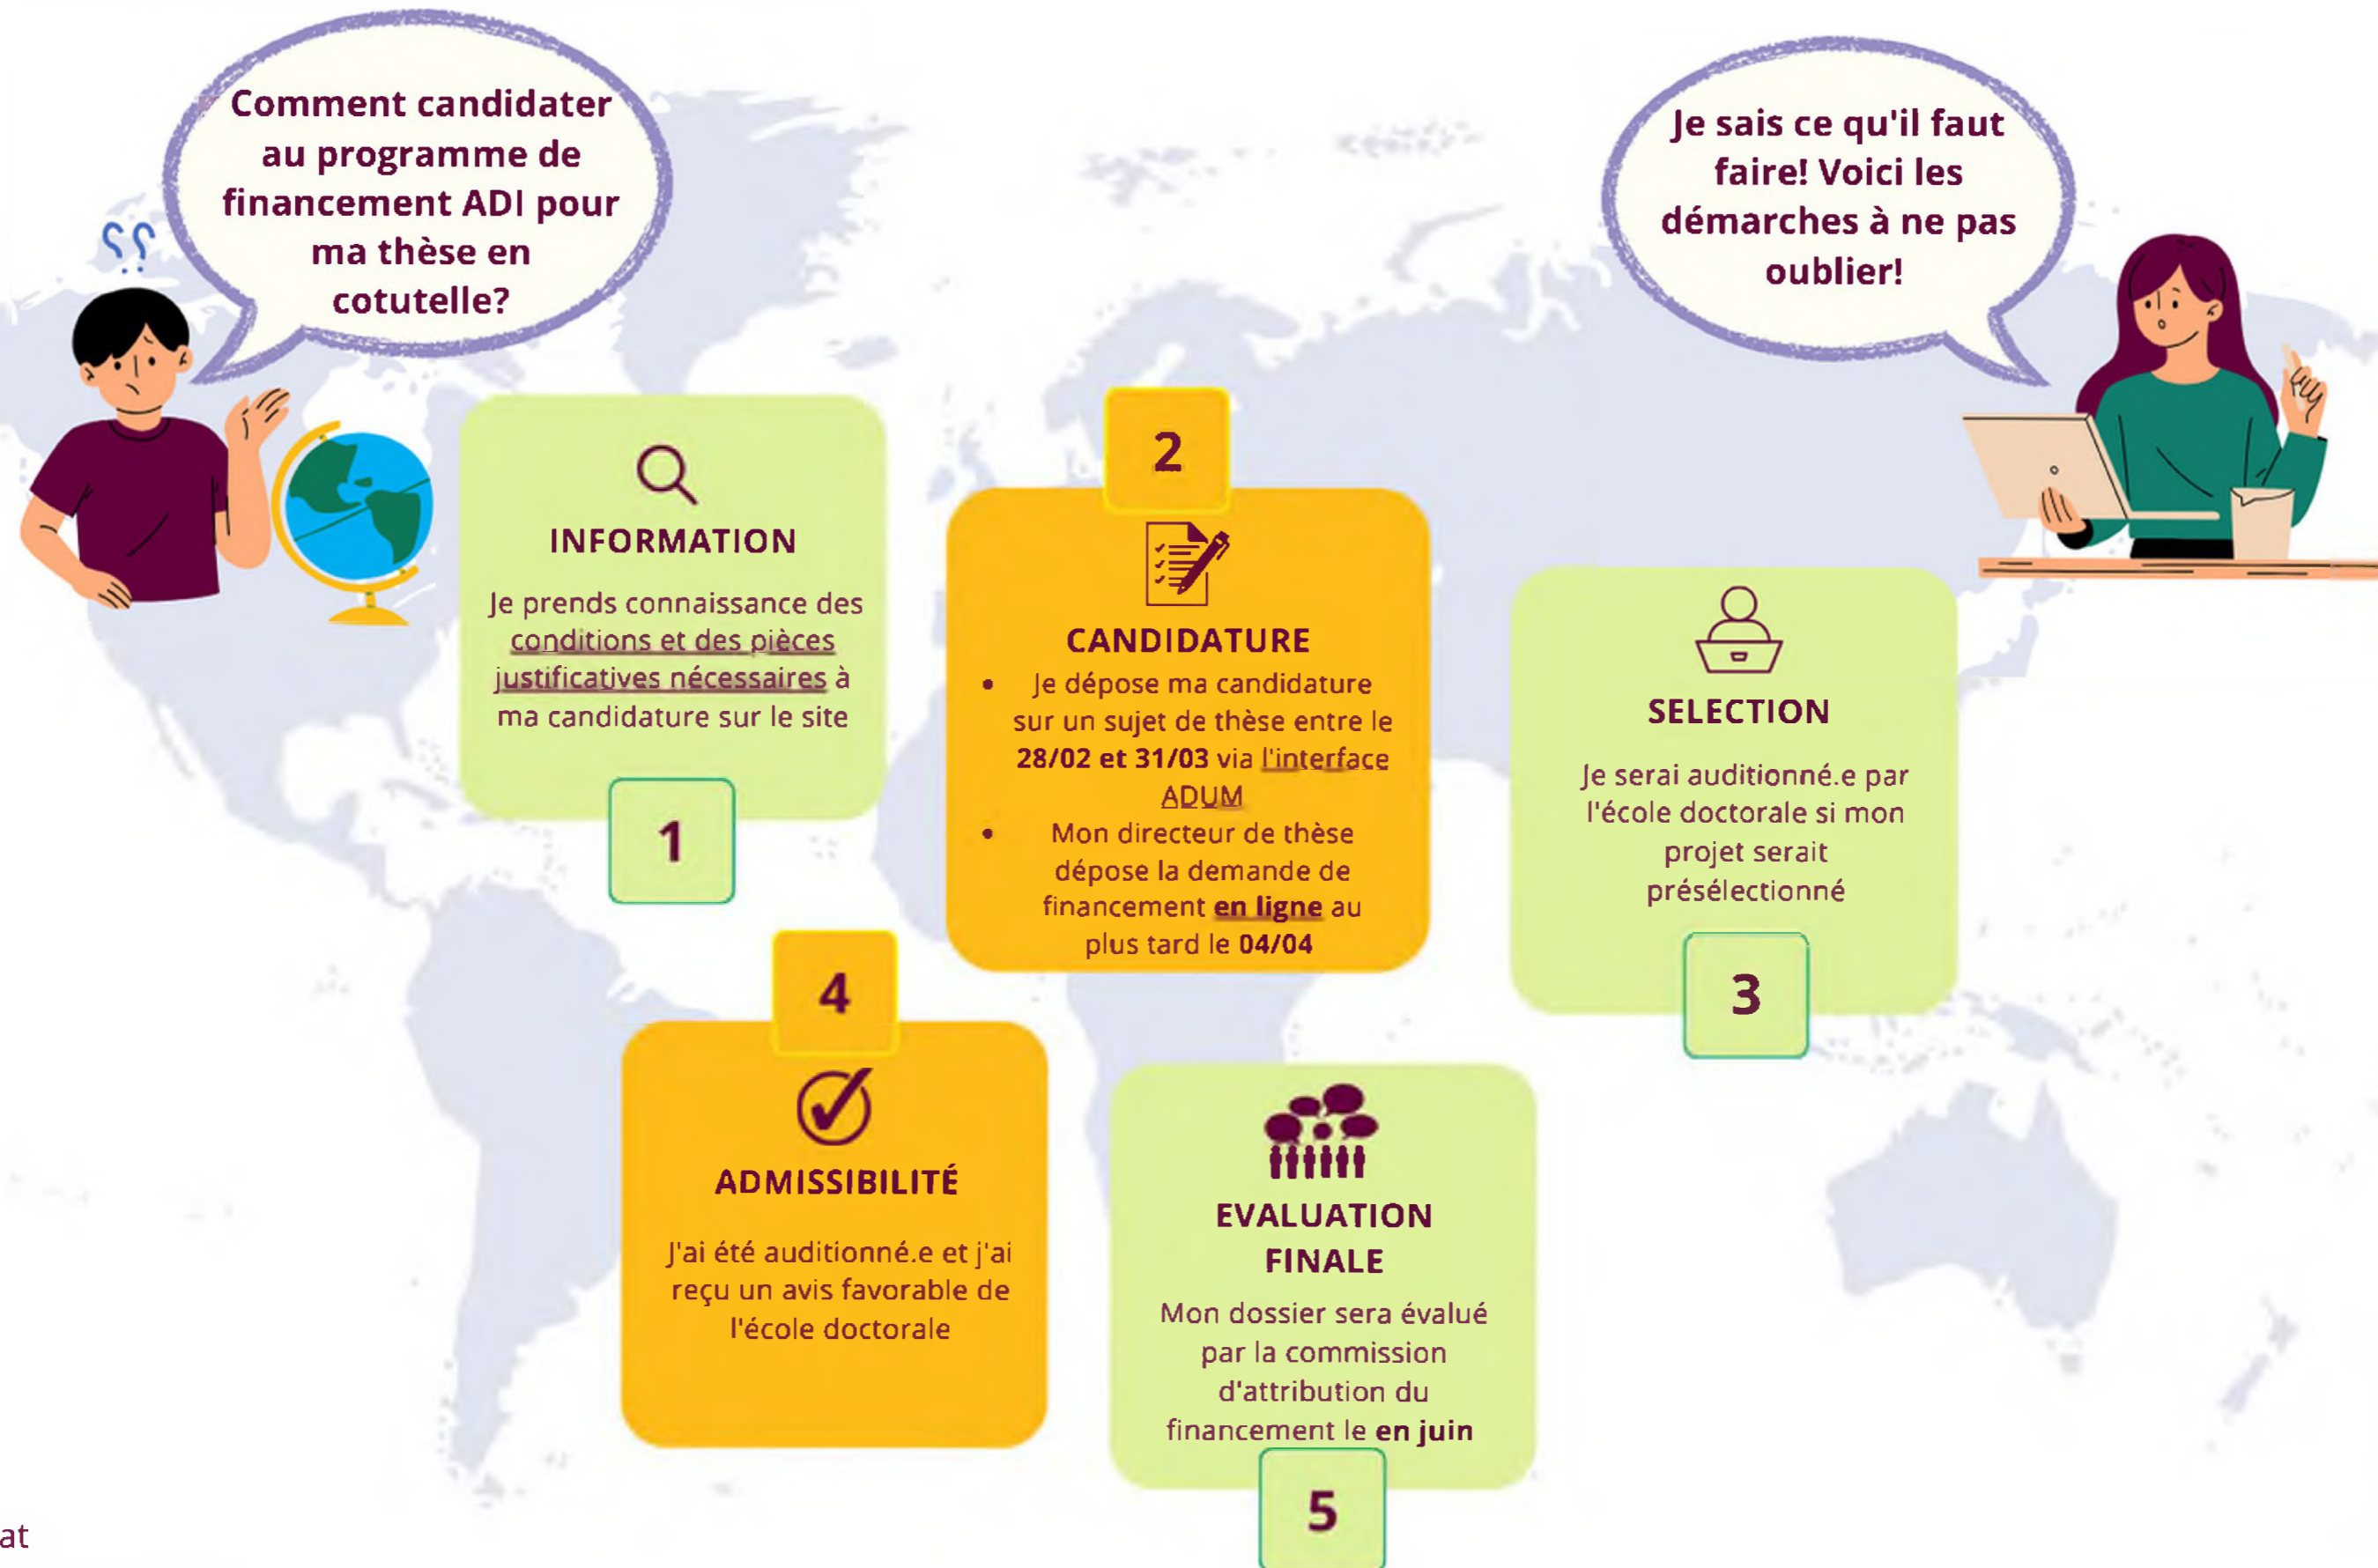 Comment candidater
au programme de
financement ADI pour
ma thèse en
cotutelle?
Je sais ce qu'il faut
faire! Voici les
démarches à ne pas
oublier!
INFORMATION
Je prends connaissance des
conditions et des pièces
justificatives nécessaires à
ma candidature sur le site
1
2
CANDIDATURE
• Je dépose ma candidature
sur un sujet de thèse entre le
28/02 et 31/03 via l'interface
ADUM
• Mon directeur de thèse
dépose la demande de
financement en ligne au
plus tard le 04/04
SELECTION
Je serai auditionné.e par
l'école doctorale si mon
projet serait
présélectionné
3
4
ADMISSIBILITÉ
J'ai été auditionné.e et j'ai
reçu un avis favorable de
l'école doctorale
EVALUATION
FINALE
Mon dossier sera évalué
par la commission
d'attribution du
financement le en juin
5
at